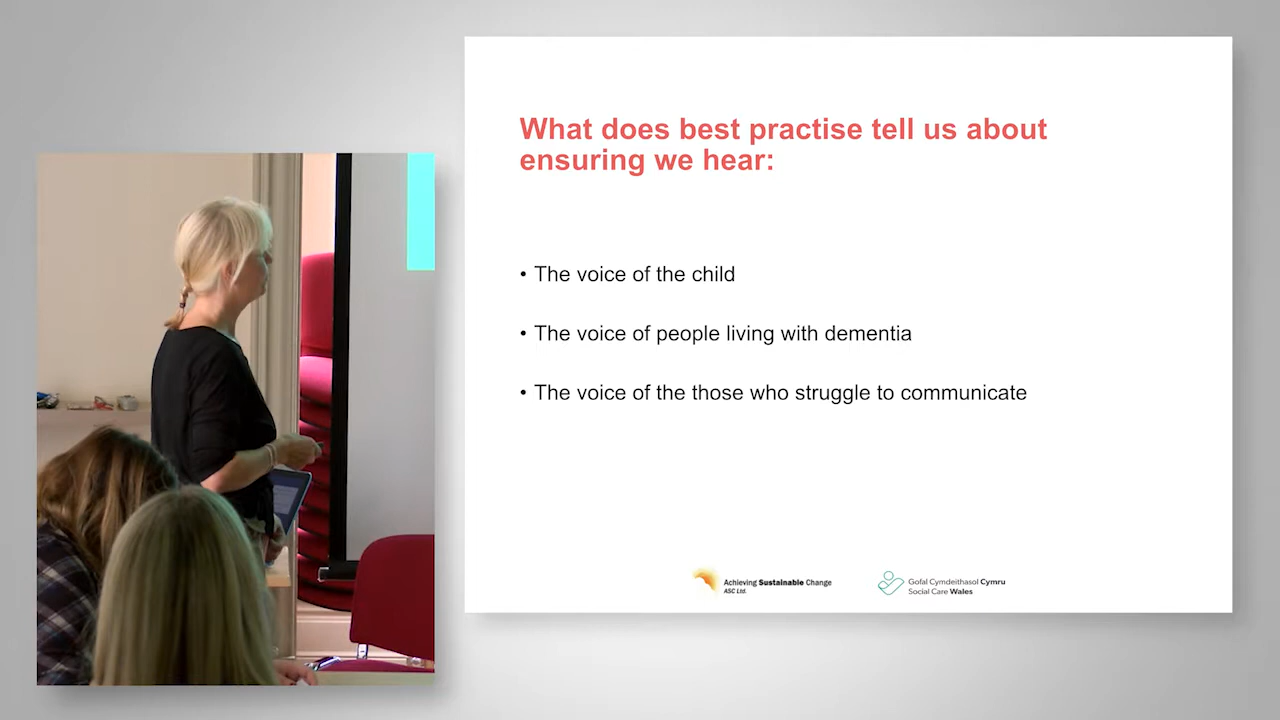 What does best practise tell us about
ensuring we hear:
• The voice of the child
• The voice of people living with dementia
• The voice of the those who struggle to communicate
Achieving Sustainable Change
ASC Ltd.
Gofal Cymdeithasol Cymru
Social Care Wales